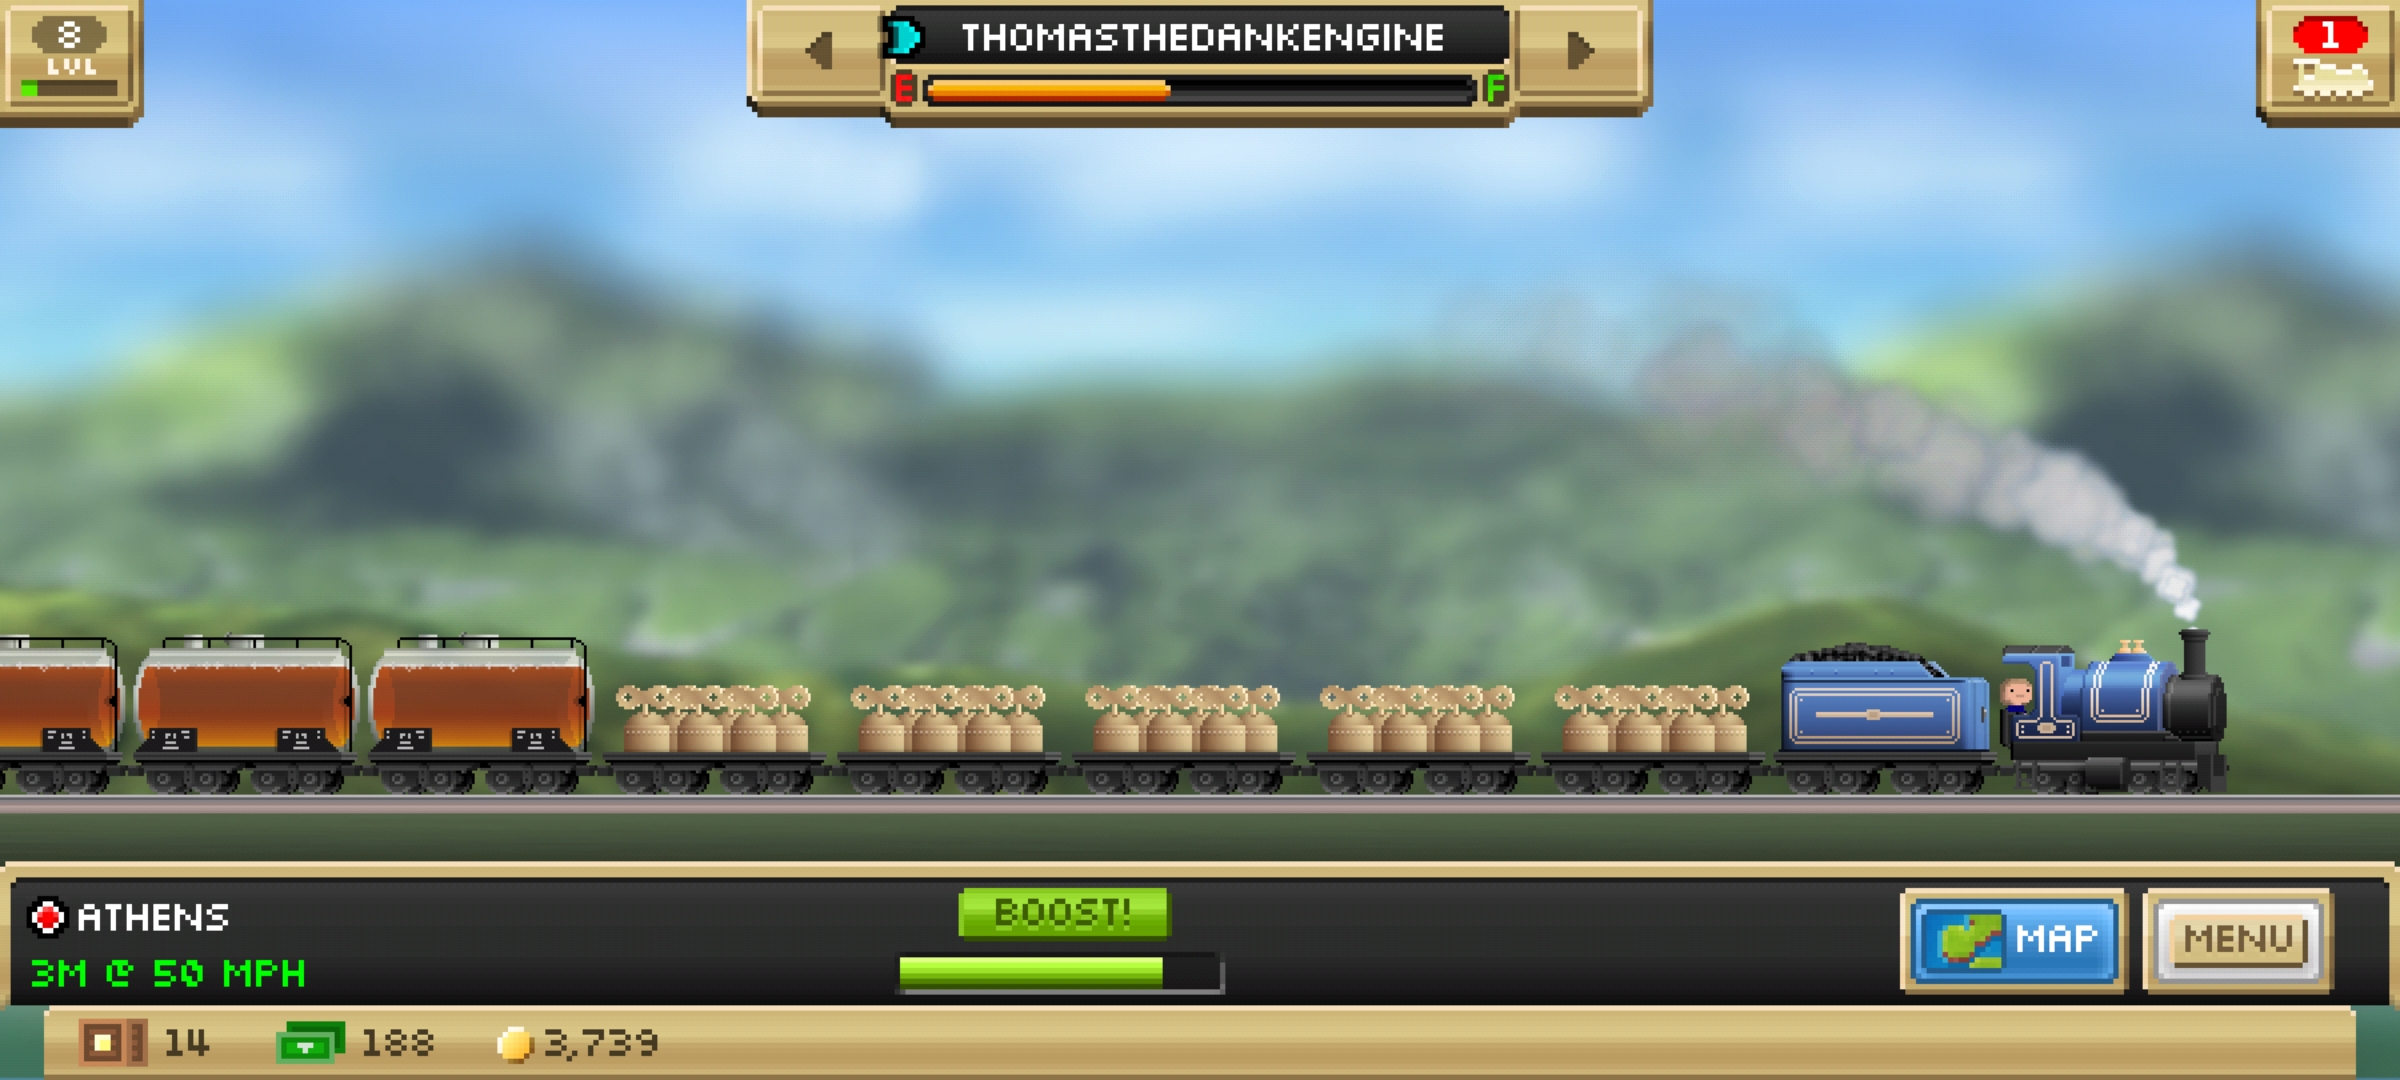 8
LVL
THOMASTHEDANKENGINE
E F
1
ATHENS
3M @ 50 MPH
BOOST!
MAP
MENU
14 188 3,739